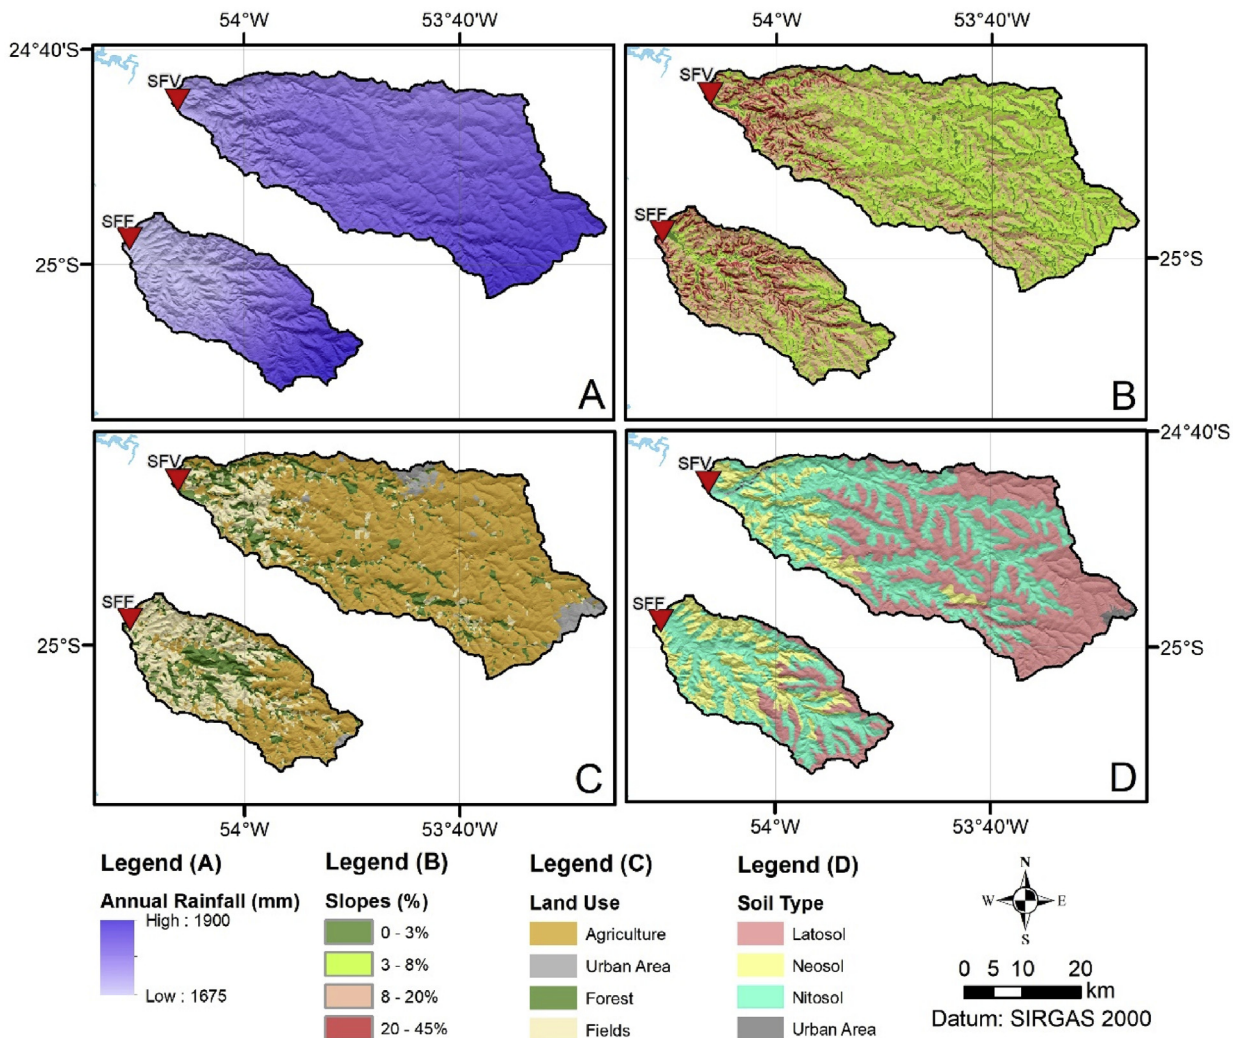 54°W 53°40'W 54°W 53°40'W
24°40'S
SFV
SFF
25°S
A
SFV
SFF
25°S
B
24°40'S
SFV
SFF
25°S
C
SFV
SFF
25°S
D
54°W 53°40'W 54°W 53°40'W
Legend (A)
Annual Rainfall (mm)
High : 1900
Low : 1675
Legend (B)
Slopes (%)
0 - 3%
3 - 8%
8 - 20%
20 - 45%
Legend (C)
Land Use
Agriculture
Urban Area
Forest
Fields
Legend (D)
Soil Type
Latosol
Neosol
Nitosol
Urban Area
N
W E
S
0 5 10 20
km
Datum: SIRGAS 2000